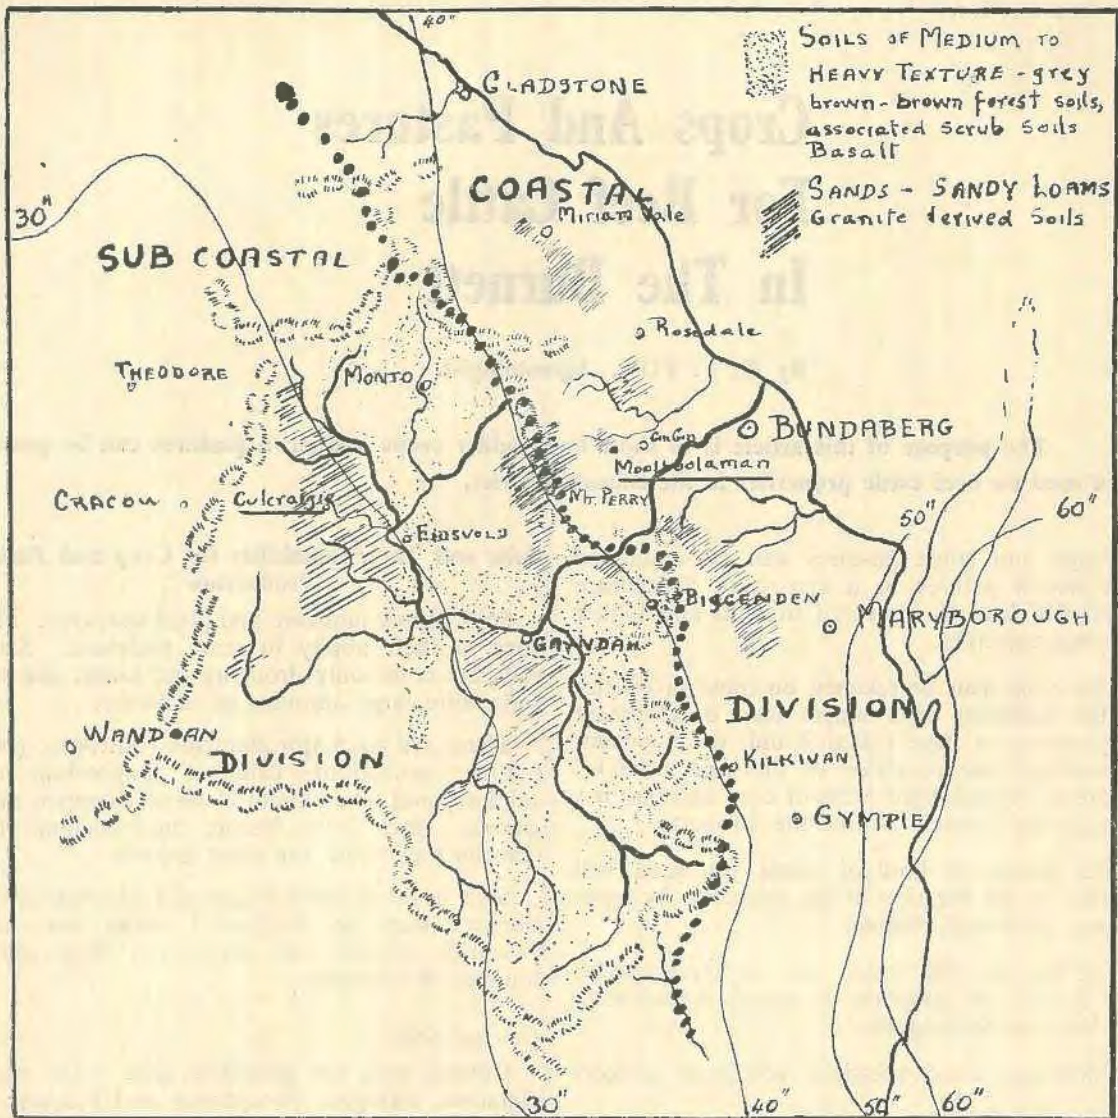 40"
SOILS OF MEDIUM TO
HEAVY TEXTURE - grey
brown-brown forest soils,
associated scrub soils
Basalt
SANDS - SANDY LOAMS
Granite derived Soils
GLADSTONE
COASTAL
Miriam Vale
30"
SUB COASTAL
Rosedale
THEODORE
MONTO
BUNDABERG
Gin Gin
Moolboolaman
CRACOW
Culcraigie
MT. PERRY
50"
60"
EIDSVOLD
BIGGENDEN
MARYBOROUGH
GAYNDAH
DIVISION
WANDOAN
DIVISION
KILKIVAN
GYMPIE
30"
40"
50"
60"